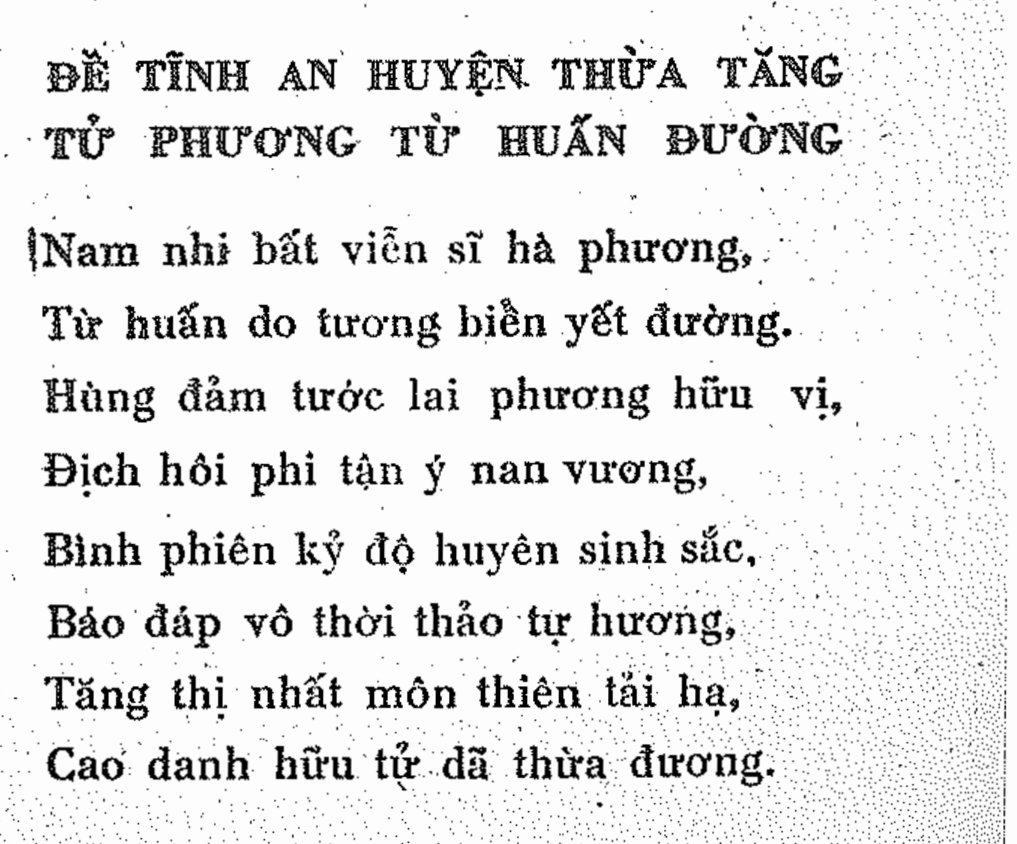 ĐỀ TĨNH AN HUYỆN THỪA TĂNG
TỬ PHƯƠNG TỪ HUẤN ĐƯỜNG
Nam nhi bất viễn sĩ hà phương,
Từ huấn do tương biển yết đường.
Hùng đảm tước lai phương hữu vị,
Địch hôi phi tận ý nan vương,
Bình phiên kỷ độ huyên sinh sắc,
Báo đáp vô thời thảo tự hương,
Tăng thị nhất môn thiên tải hạ,
Cao danh hữu tử dã thừa đương.